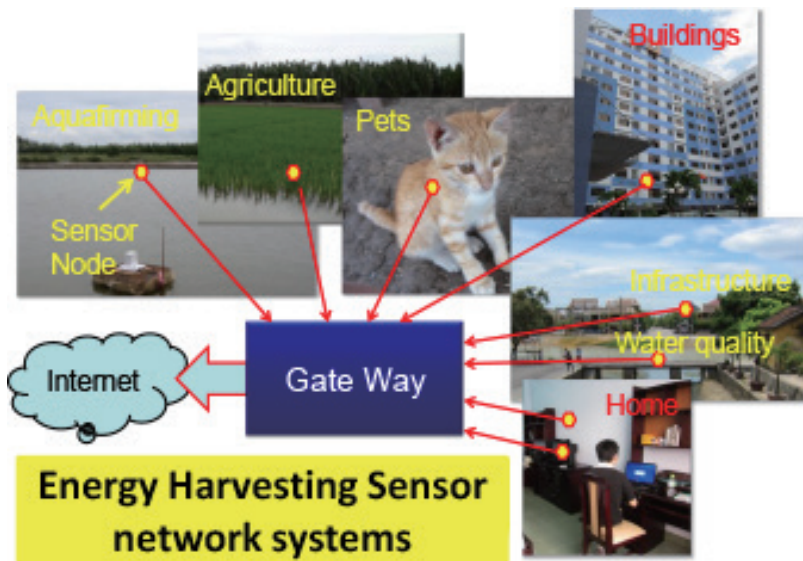 Buildings
Agriculture
Aquafirming
Pets
Sensor
Node
Infrastructure
Water quality
Internet
Gate Way
Home
Energy Harvesting Sensor
network systems